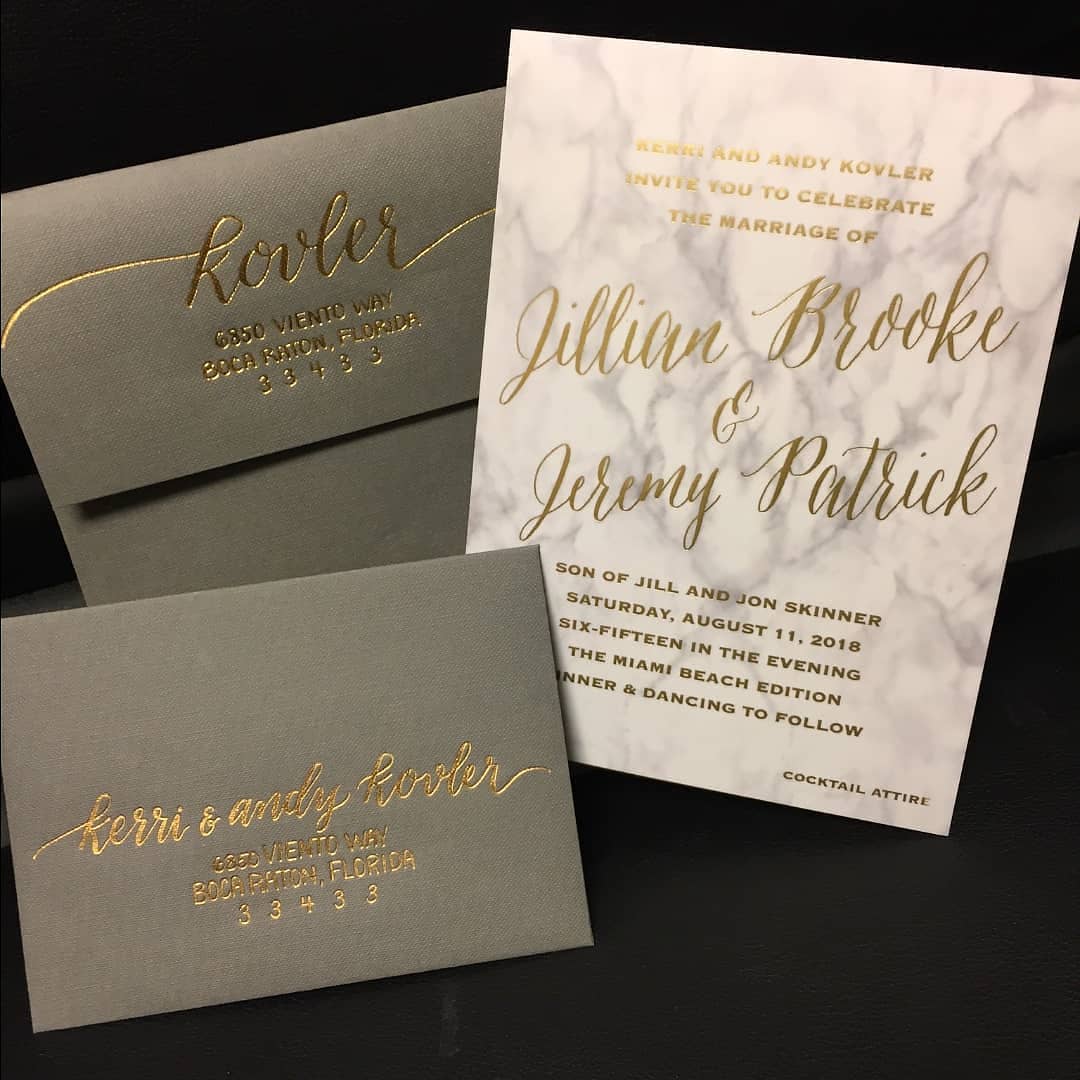 kovler
6850 VIENTO WAY
BOCA RATON, FLORIDA
3 3 4 3 3
KERRI AND ANDY KOVLER
INVITE YOU TO CELEBRATE
THE MARRIAGE OF
Jillian Brooke
&
Jeremy Patrick
SON OF JILL AND JON SKINNER
SATURDAY, AUGUST 11, 2018
SIX-FIFTEEN IN THE EVENING
THE MIAMI BEACH EDITION
INNER & DANCING TO FOLLOW
COCKTAIL ATTIRE
kerri & andy kovler
6850 VIENTO WAY
BOCA RATON, FLORIDA
3 3 4 3 3